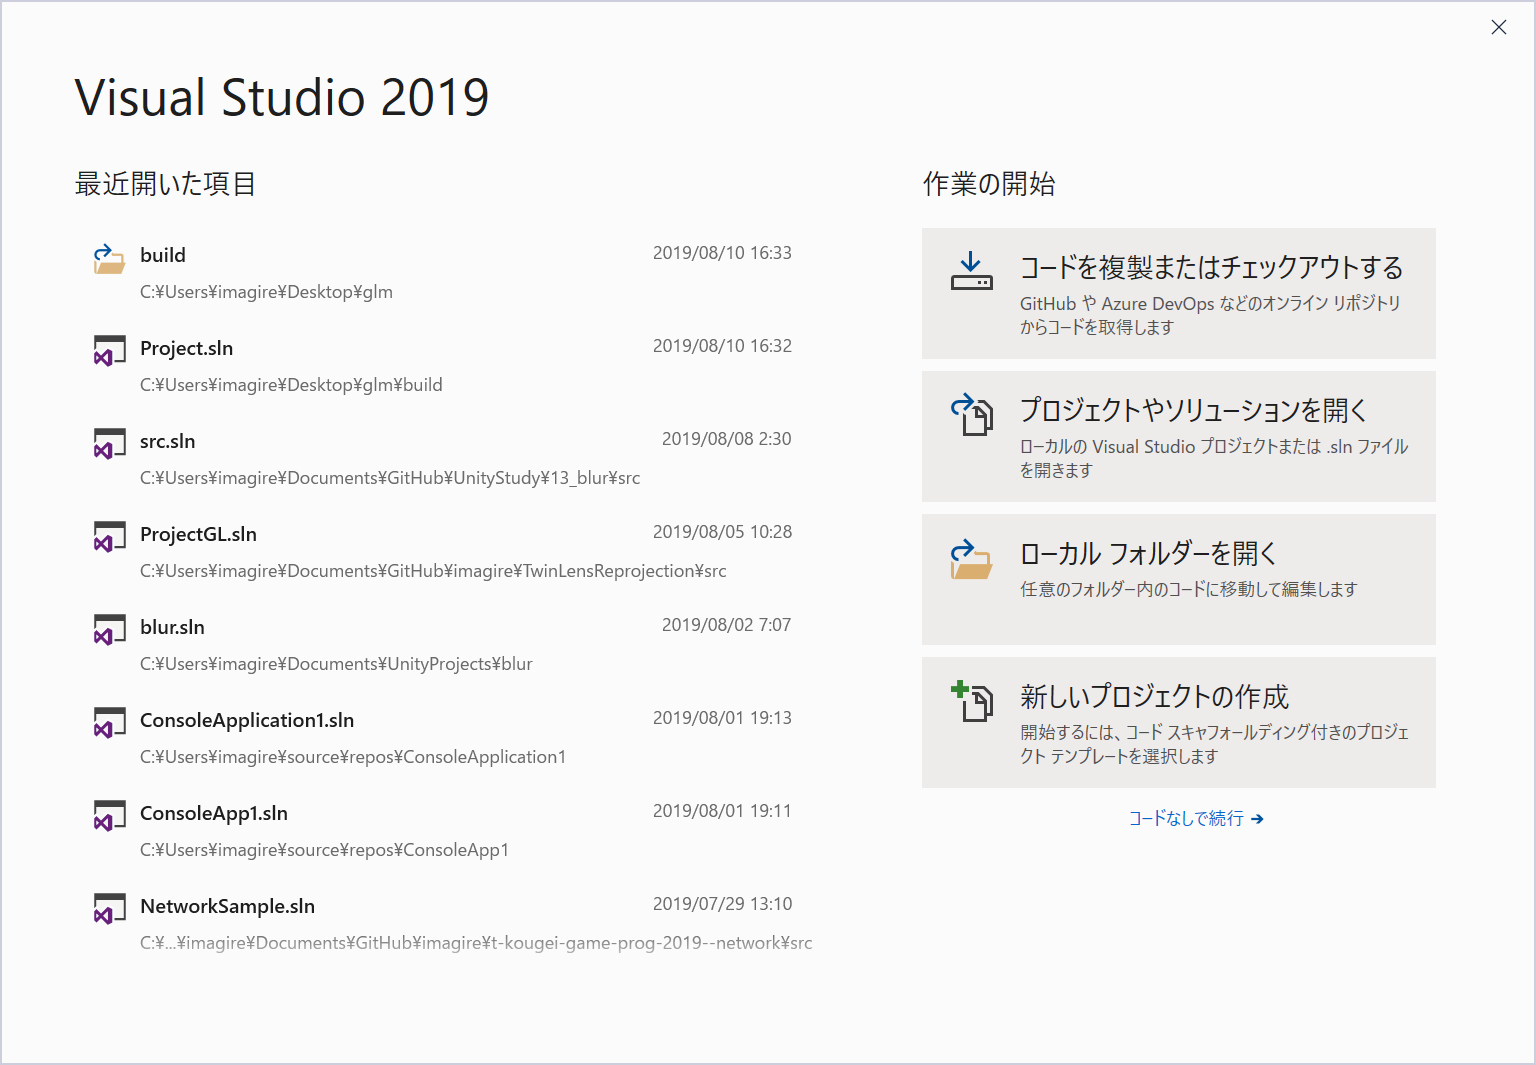 Visual Studio 2019
最近開いた項目
build
2019/08/10 16:33
C:¥Users¥imagire¥Desktop¥glm
Project.sln
2019/08/10 16:32
C:¥Users¥imagire¥Desktop¥glm¥build
src.sln
2019/08/08 2:30
C:¥Users¥imagire¥Documents¥GitHub¥UnityStudy¥13_blur¥src
ProjectGL.sln
2019/08/05 10:28
C:¥Users¥imagire¥Documents¥GitHub¥imagire¥TwinLensReprojection¥src
blur.sln
2019/08/02 7:07
C:¥Users¥imagire¥Documents¥UnityProjects¥blur
ConsoleApplication1.sln
2019/08/01 19:13
C:¥Users¥imagire¥source¥repos¥ConsoleApplication1
ConsoleApp1.sln
2019/08/01 19:11
C:¥Users¥imagire¥source¥repos¥ConsoleApp1
NetworkSample.sln
2019/07/29 13:10
C:¥...¥imagire¥Documents¥GitHub¥imagire¥t-kougei-game-prog-2019--network¥src
作業の開始
コードを複製またはチェックアウトする
GitHub や Azure DevOps などのオンライン リポジトリ
からコードを取得します
プロジェクトやソリューションを開く
ローカルの Visual Studio プロジェクトまたは .sln ファイル
を開きます
ローカル フォルダーを開く
任意のフォルダー内のコードに移動して編集します
新しいプロジェクトの作成
開始するには、コード スキャフォールディング付きのプロジェ
クト テンプレートを選択します
コードなしで続行 →